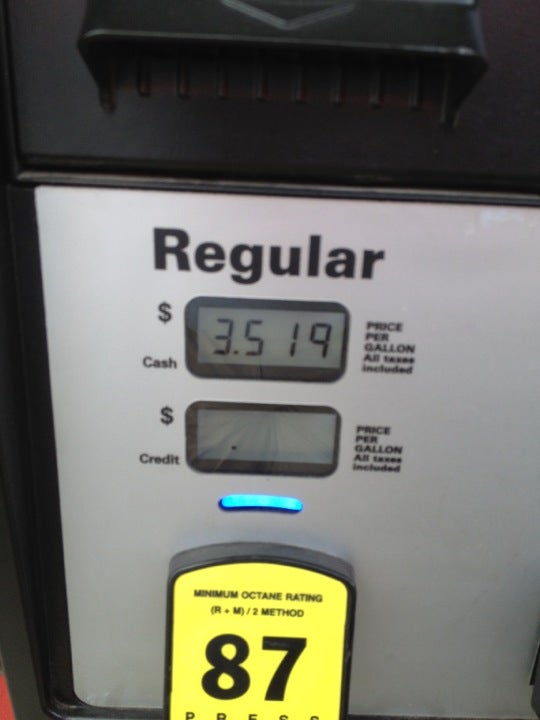 Regular
$
3.519
Cash
PRICE
PER
GALLON
All taxes
included
$
.
Credit
PRICE
PER
GALLON
All taxes
included
MINIMUM OCTANE RATING
(R + M) / 2 METHOD
87
PRESS